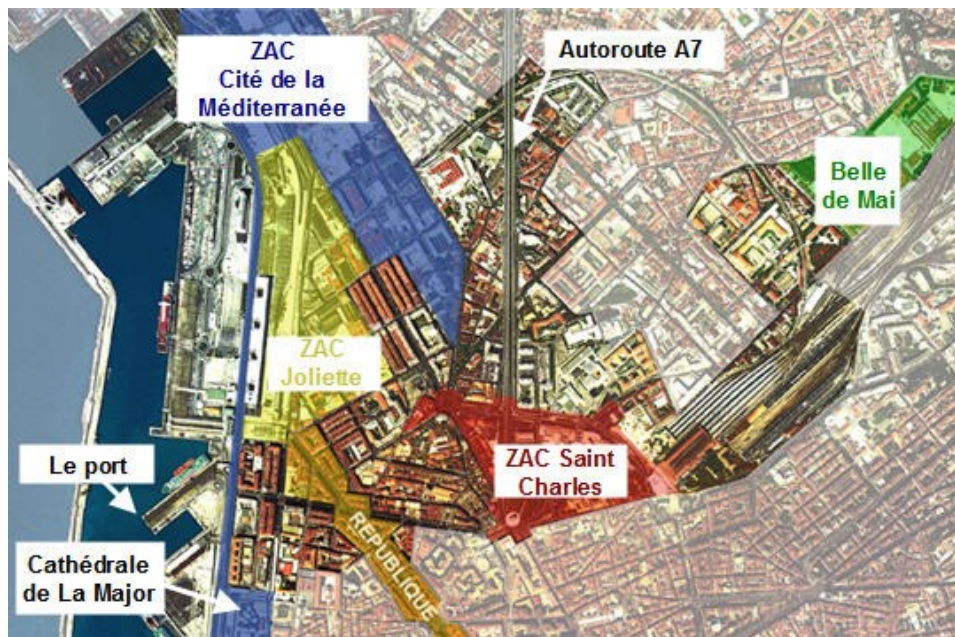 ZAC
Cité de la
Méditerranée
Autoroute A7
Belle
de Mai
ZAC
Joliette
ZAC Saint
Charles
Le port
REPUBLIQUE
Cathédrale
de La Major